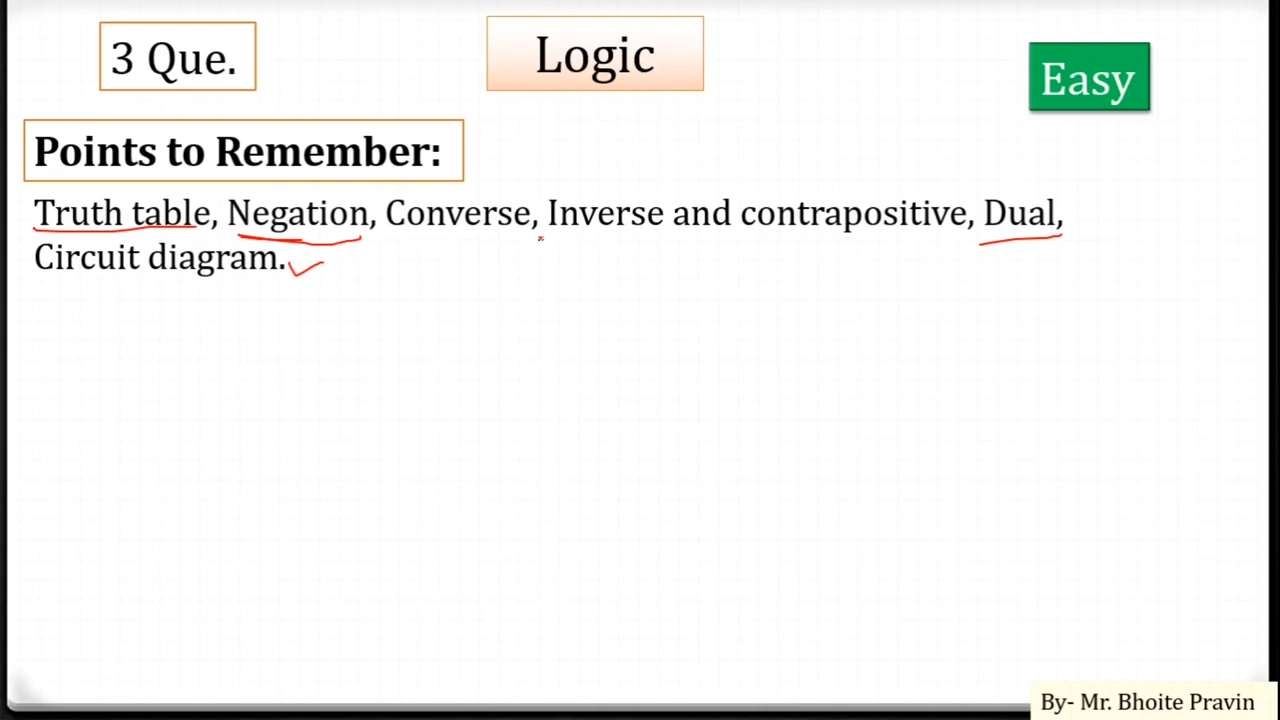 3 Que.
Logic
Easy
Points to Remember:
Truth table, Negation, Converse, Inverse and contrapositive, Dual,
Circuit diagram.
By- Mr. Bhoite Pravin